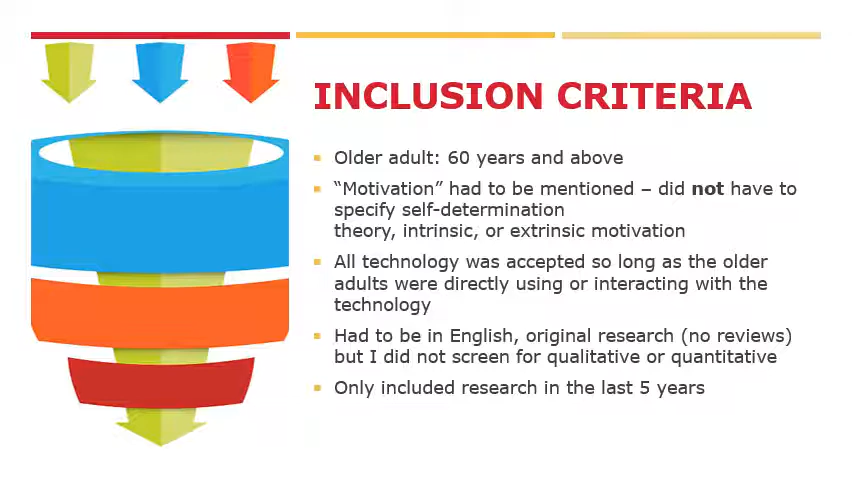 INCLUSION CRITERIA
Older adult: 60 years and above
“Motivation” had to be mentioned – did not have to
specify self-determination
theory, intrinsic, or extrinsic motivation
All technology was accepted so long as the older
adults were directly using or interacting with the
technology
Had to be in English, original research (no reviews)
but I did not screen for qualitative or quantitative
Only included research in the last 5 years